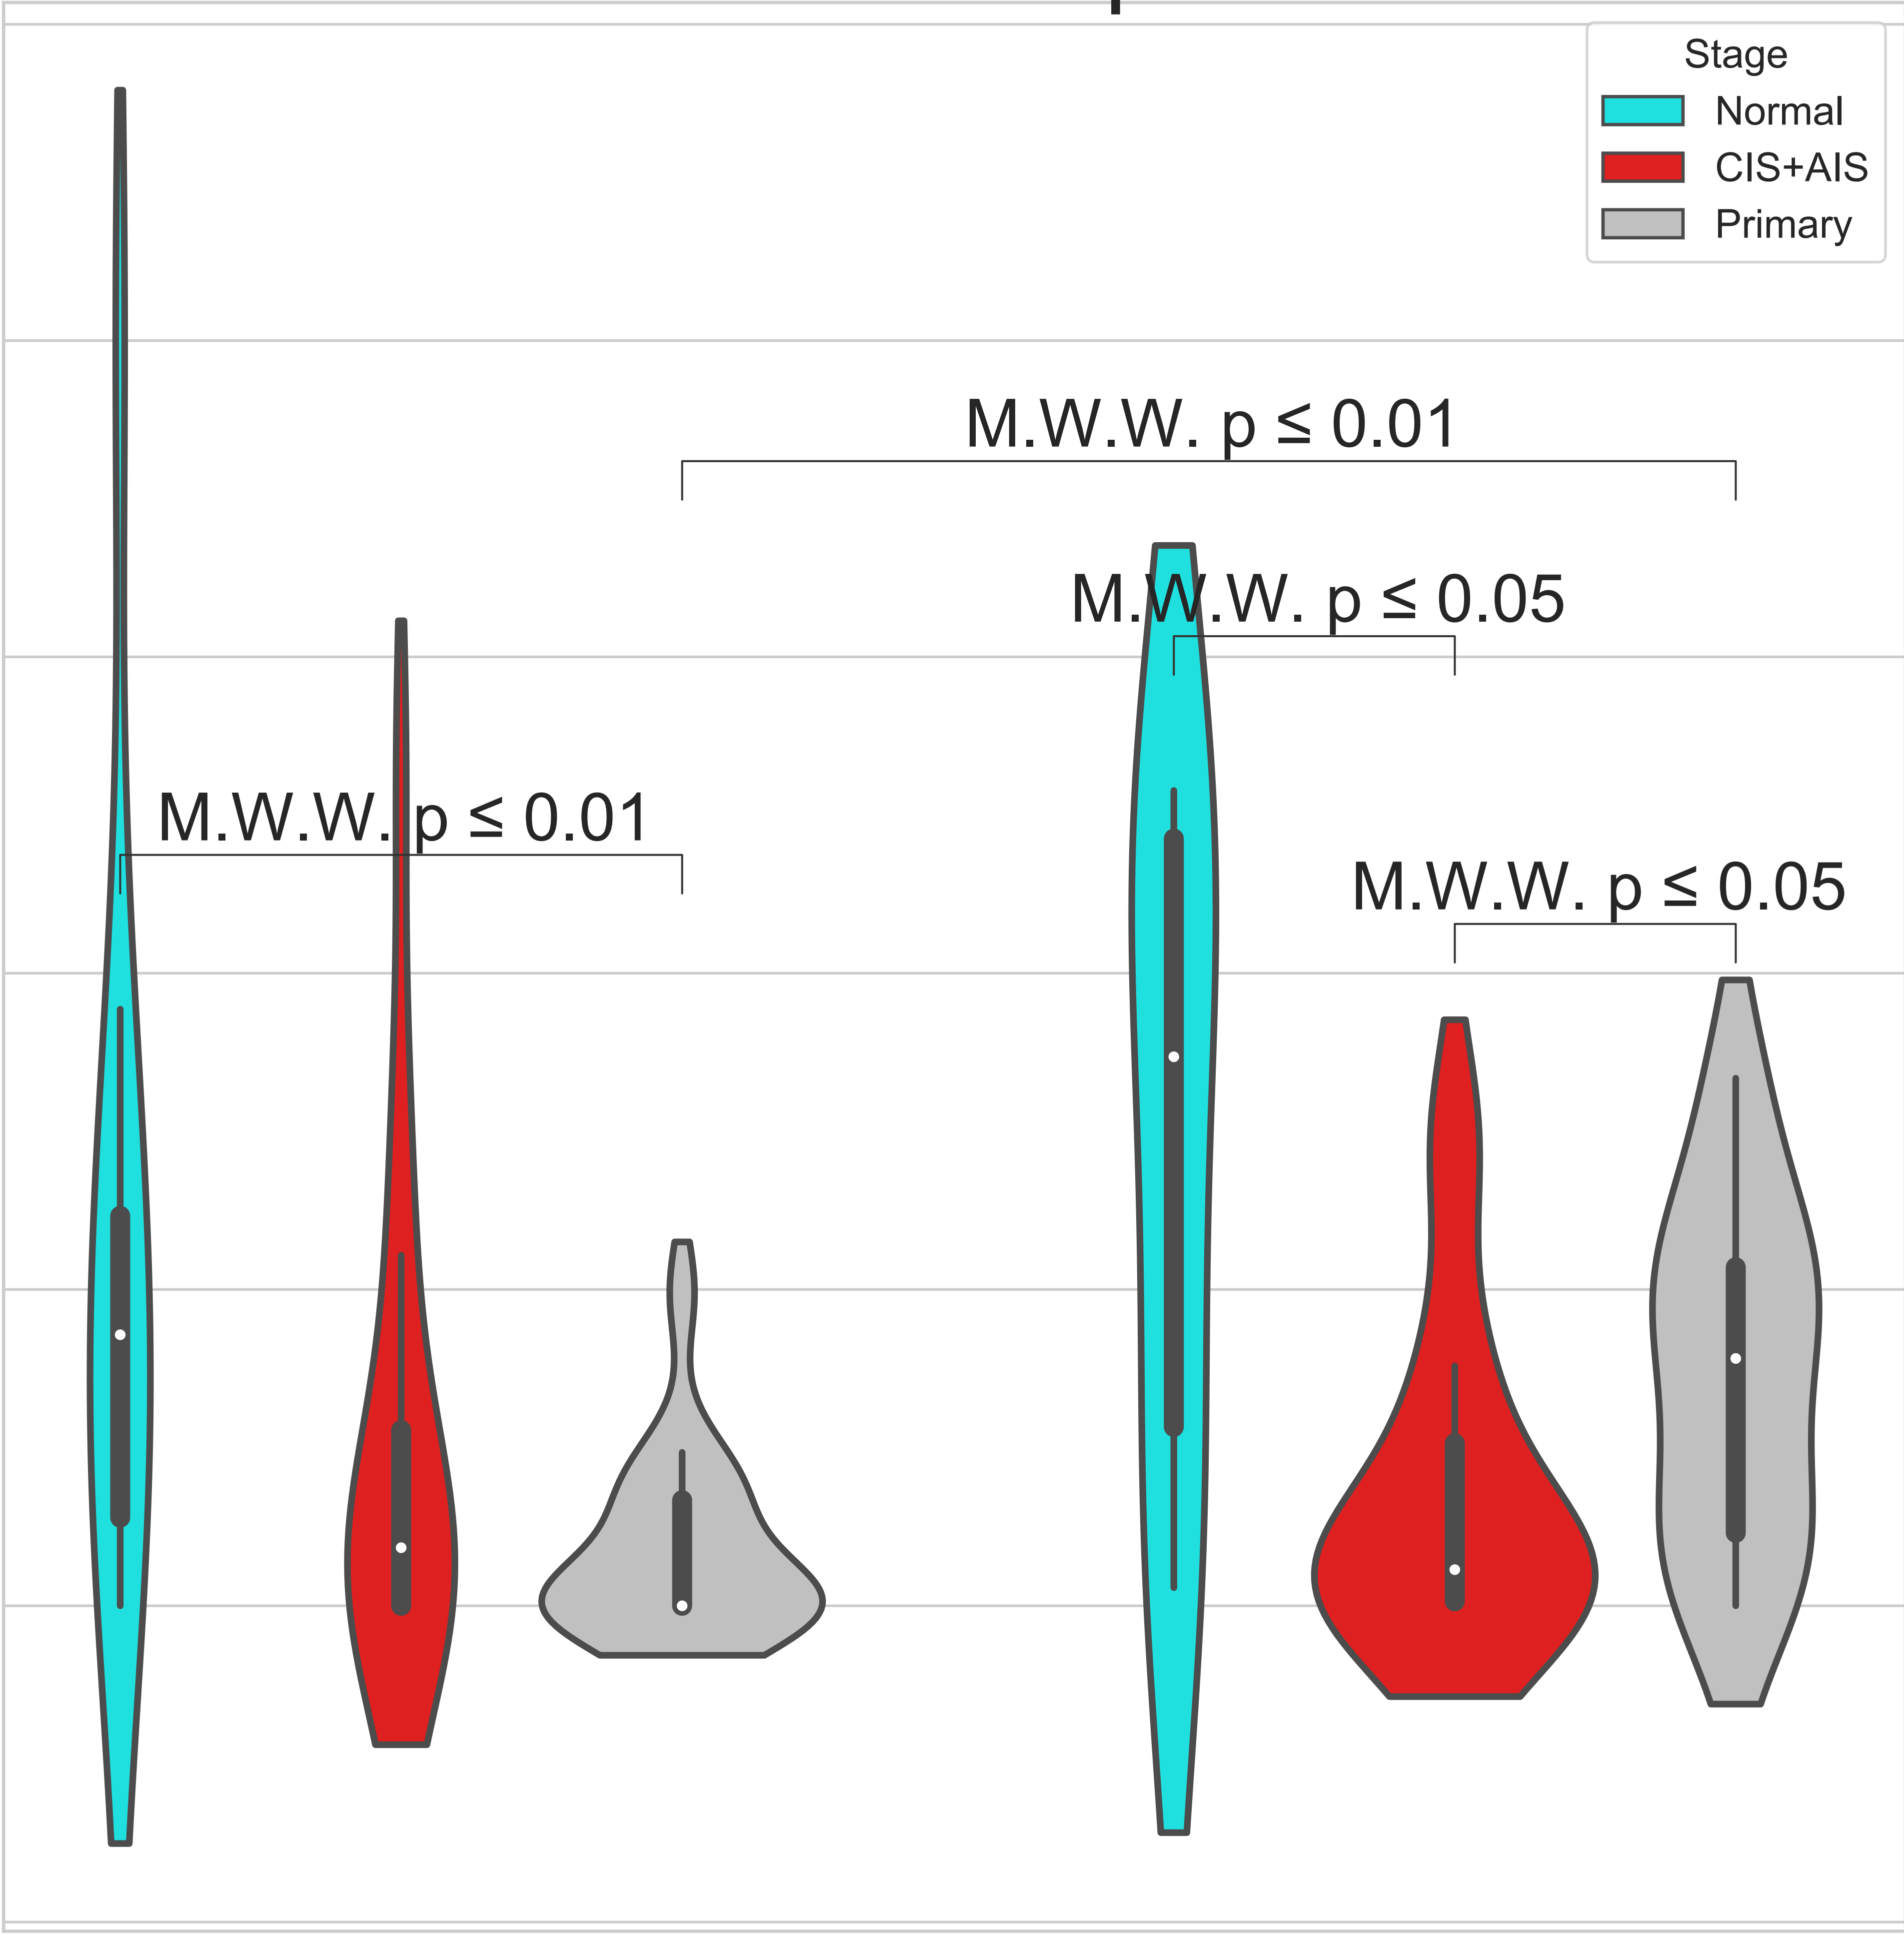 Stage
Normal
CIS+AIS
Primary
M.W.W. p ≤ 0.01
M.W.W. p ≤ 0.05
M.W.W. p ≤ 0.01
M.W.W. p ≤ 0.05